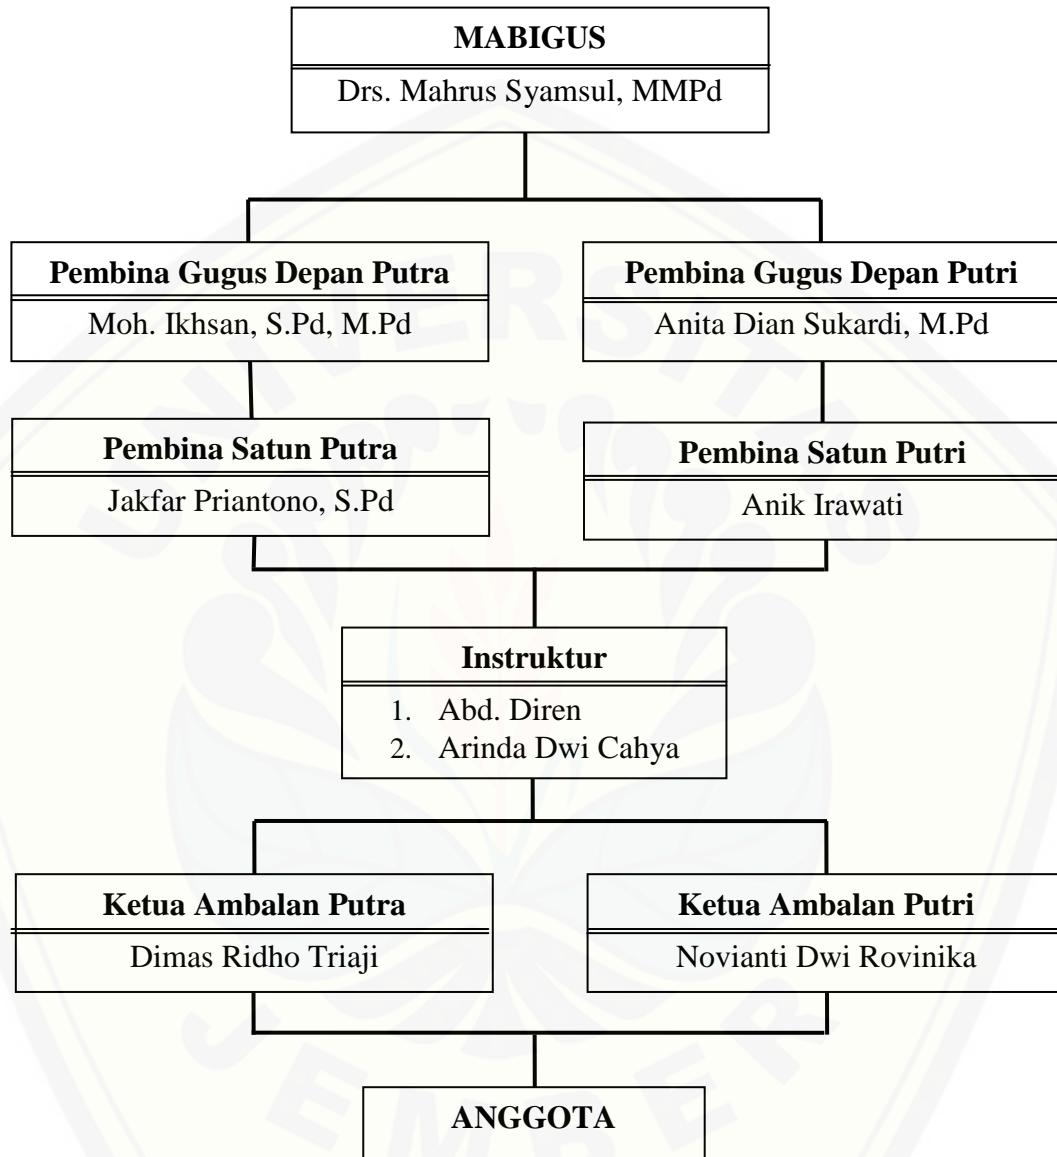 MABIGUS
Drs. Mahrus Syamsul, MMPd
Pembina Gugus Depan Putra
Moh. Ikhsan, S.Pd, M.Pd
Pembina Gugus Depan Putri
Anita Dian Sukardi, M.Pd
Pembina Satun Putra
Jakfar Priantono, S.Pd
Pembina Satun Putri
Anik Irawati
Instruktur
1. Abd. Diren
2. Arinda Dwi Cahya
Ketua Ambalan Putra
Dimas Ridho Triaji
Ketua Ambalan Putri
Novianti Dwi Rovinika
ANGGOTA
UNIVERSITAS
JEMBER